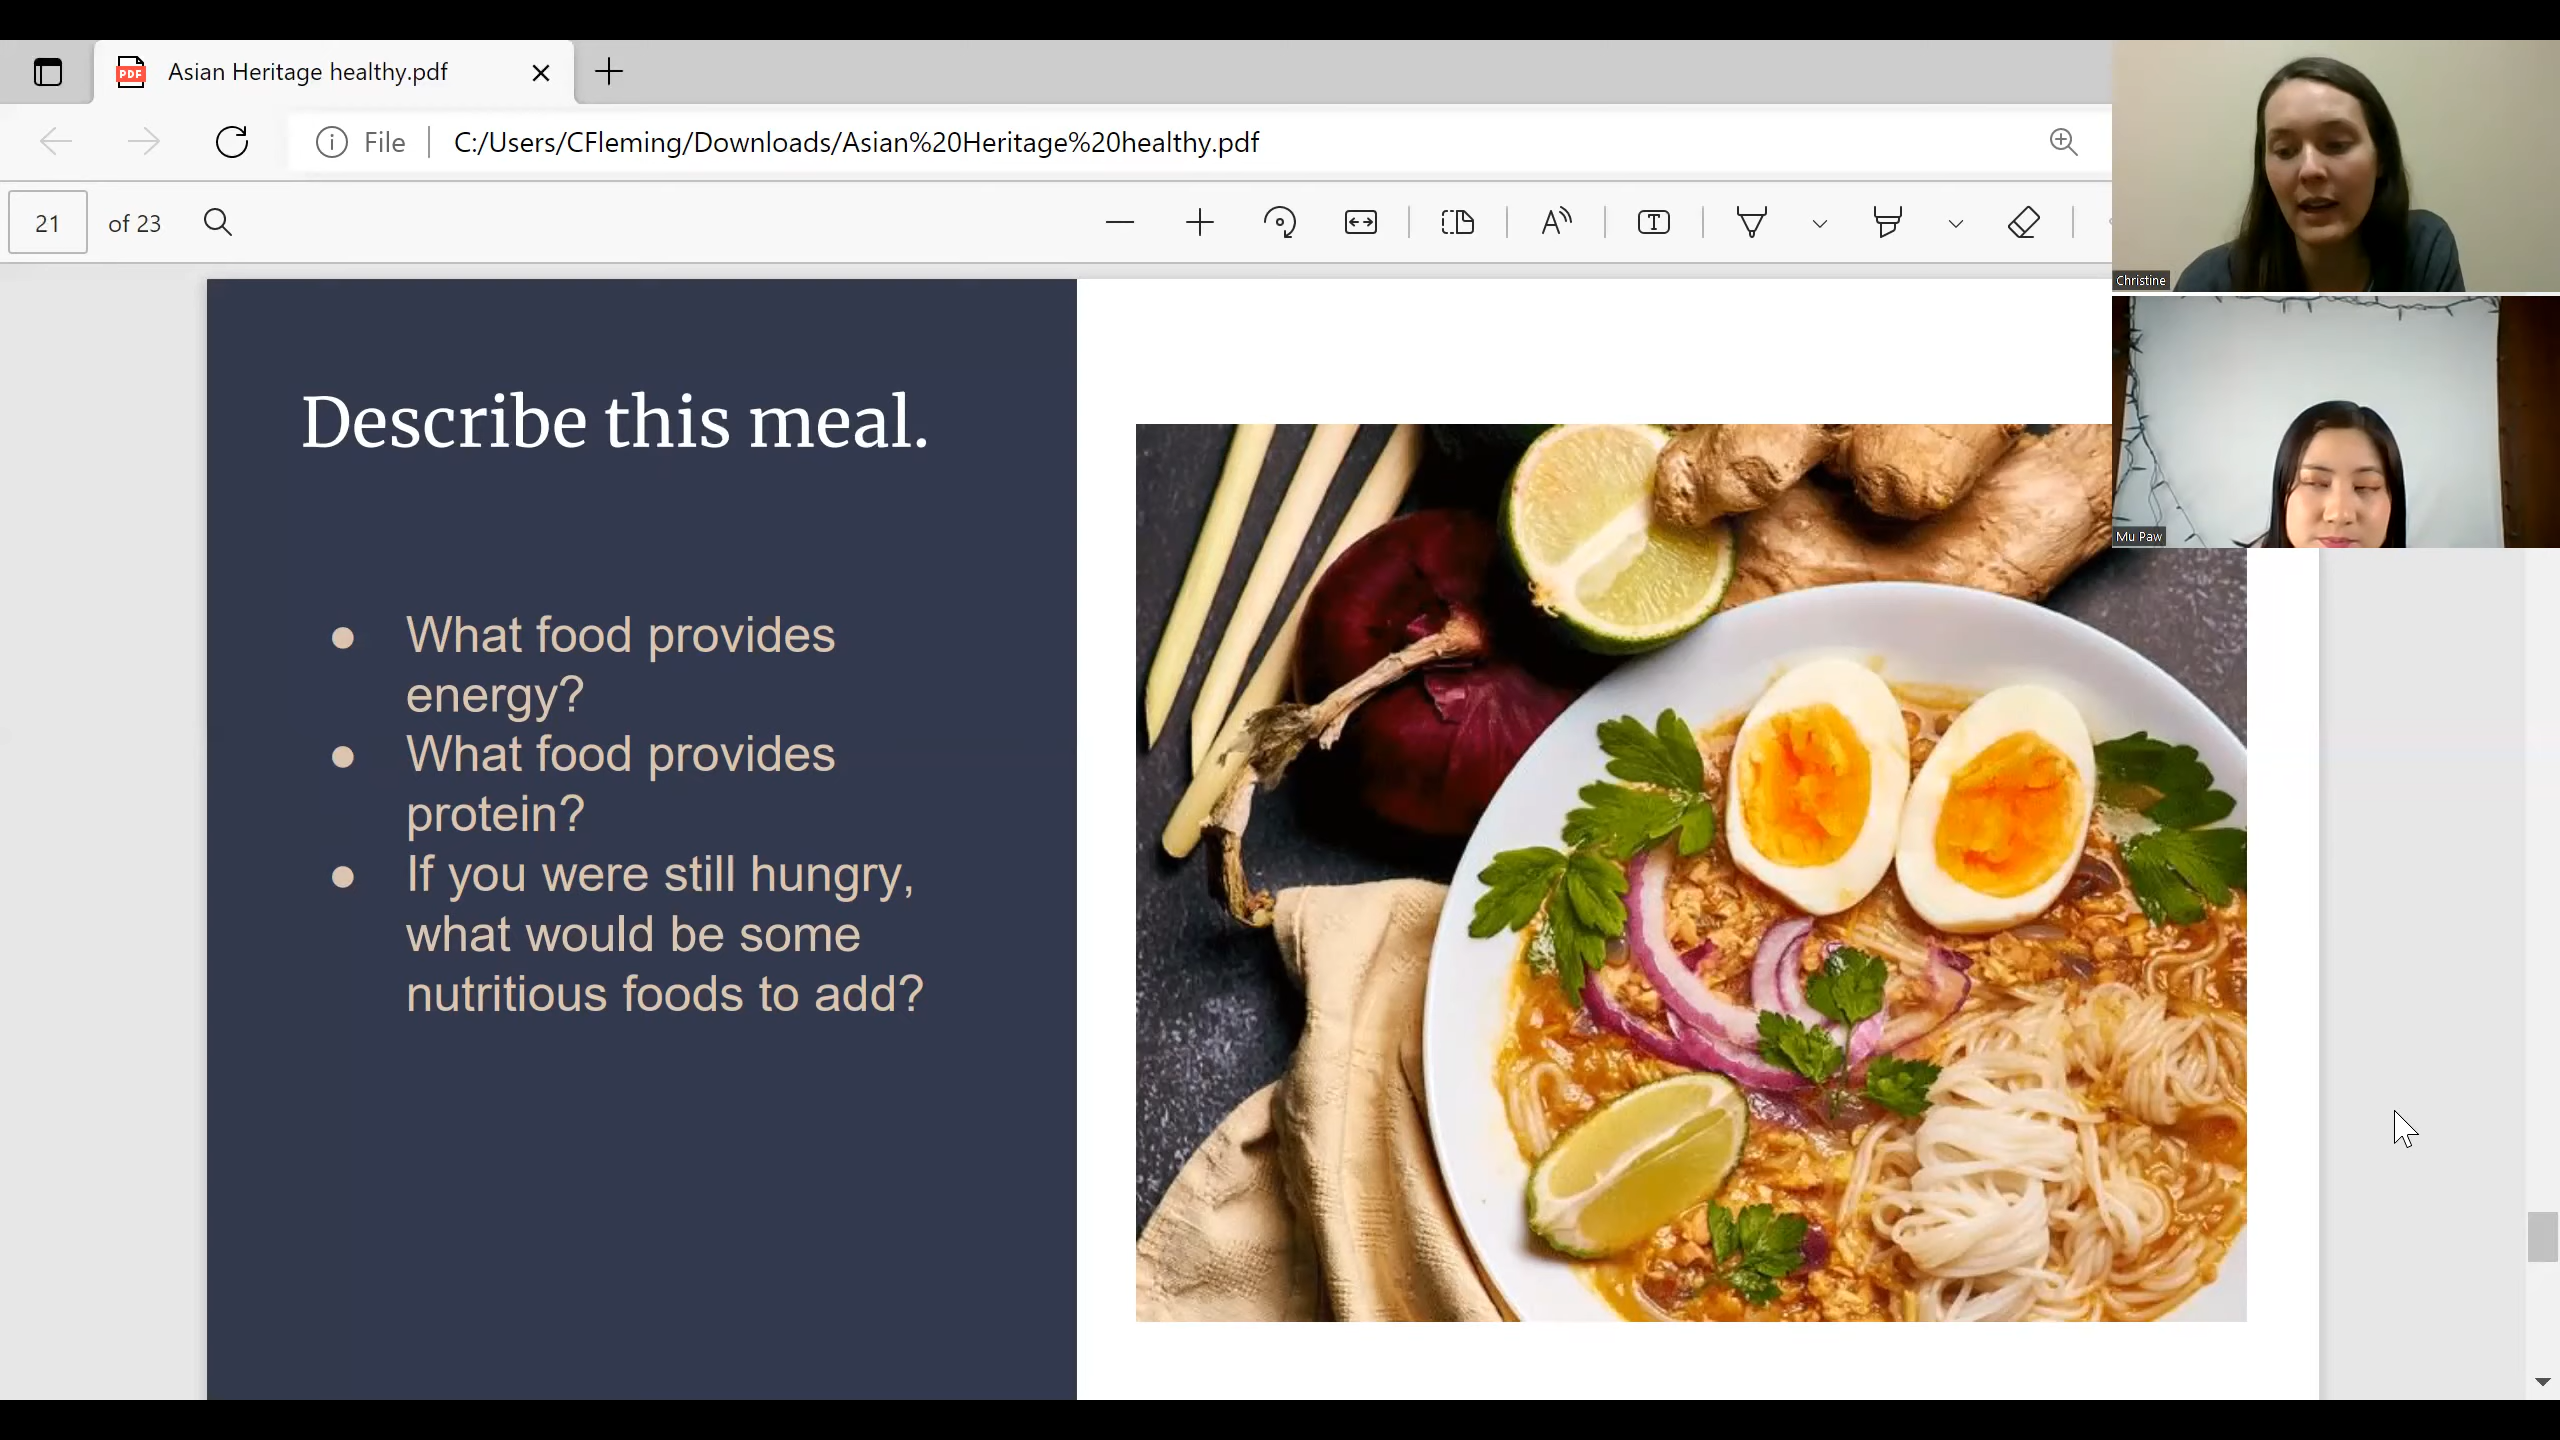 Asian Heritage healthy.pdf
File
C:/Users/CFleming/Downloads/Asian%20Heritage%20healthy.pdf
21 of 23
Christine
Mu Paw
Describe this meal.
● What food provides
energy?
● What food provides
protein?
● If you were still hungry,
what would be some
nutritious foods to add?